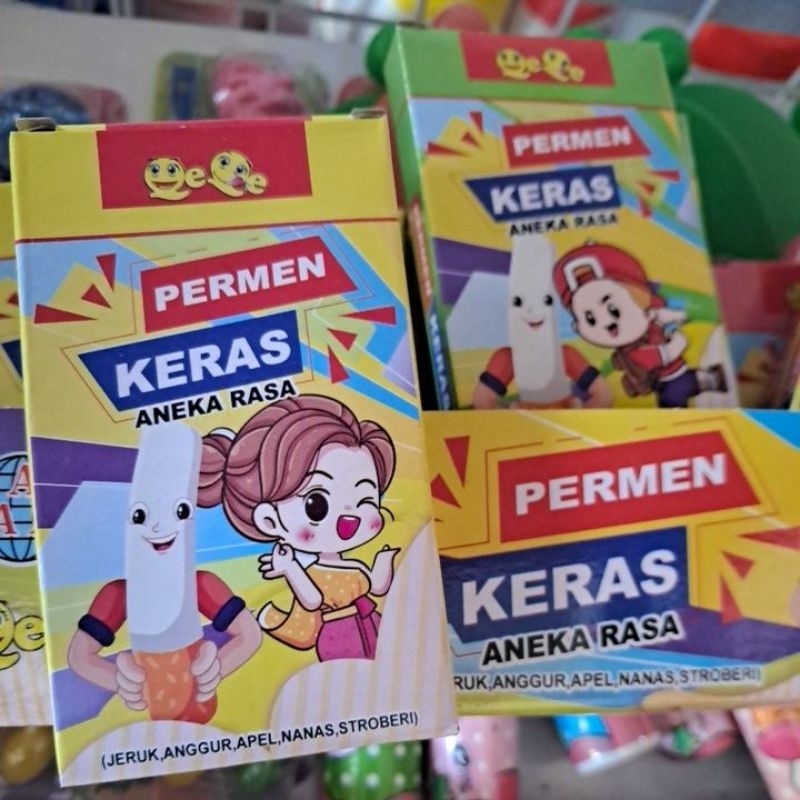 QeQe
PERMEN
KERAS
ANEKA RASA
(JERUK,ANGGUR,APEL,NANAS,STROBERI)
QeQe
PERMEN
KERAS
ANEKA RASA
KERAS
PERMEN
KERAS
ANEKA RASA
RUK,ANGGUR,APEL,NANAS,STROBERI)